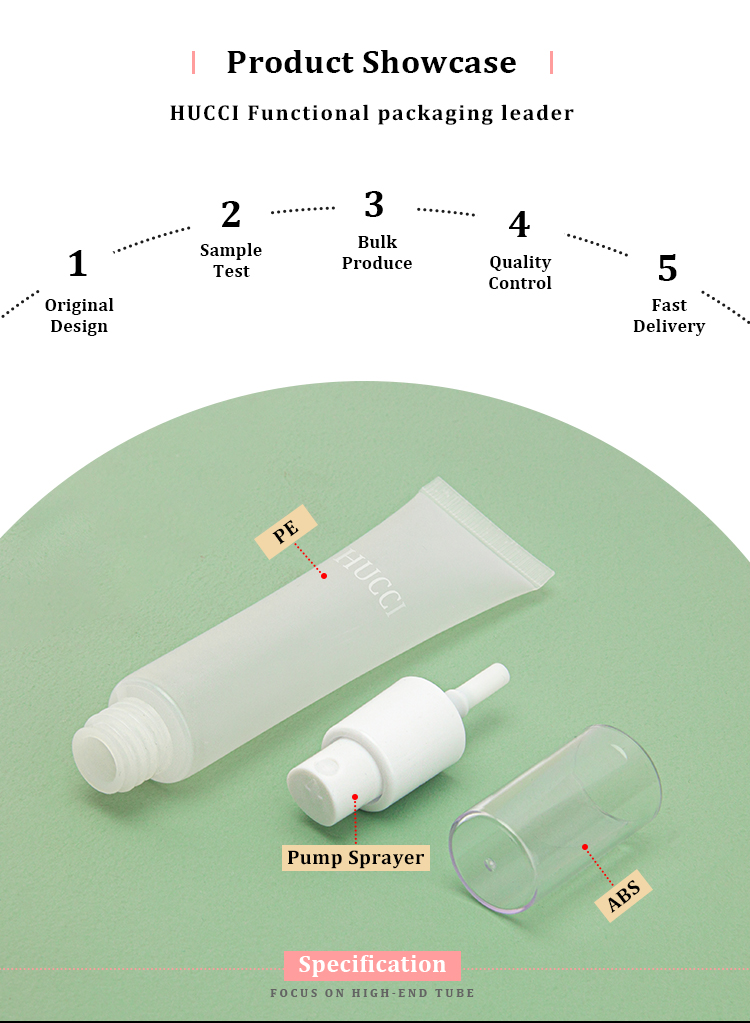 Product Showcase
HUCCI Functional packaging leader
1
Original
Design
2
Sample
Test
3
Bulk
Produce
4
Quality
Control
5
Fast
Delivery
PE
HUCCI
Pump Sprayer
ABS
Specification
FOCUS ON HIGH-END TUBE